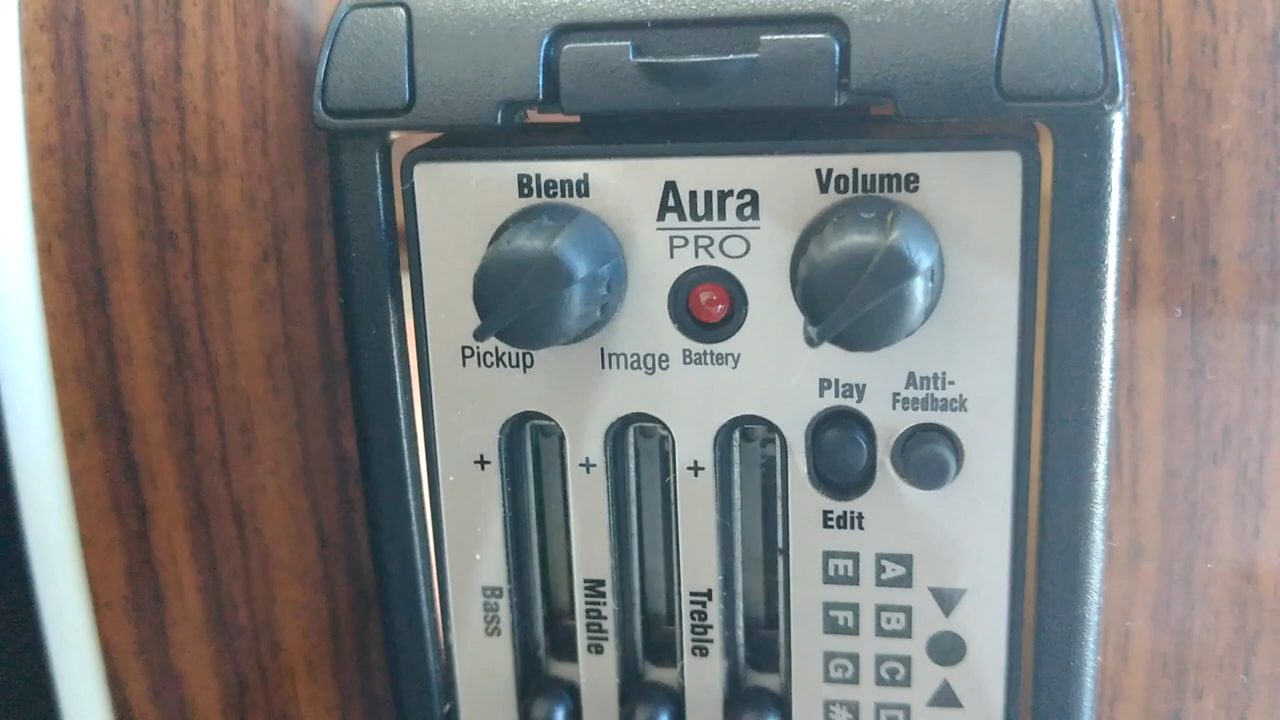 Blend
Aura
PRO
Volume
Pickup
Image
Battery
Play
Anti-
Feedback
+
+
+
Edit
Bass
Middle
Treble
E
A
F
B
G
C
#